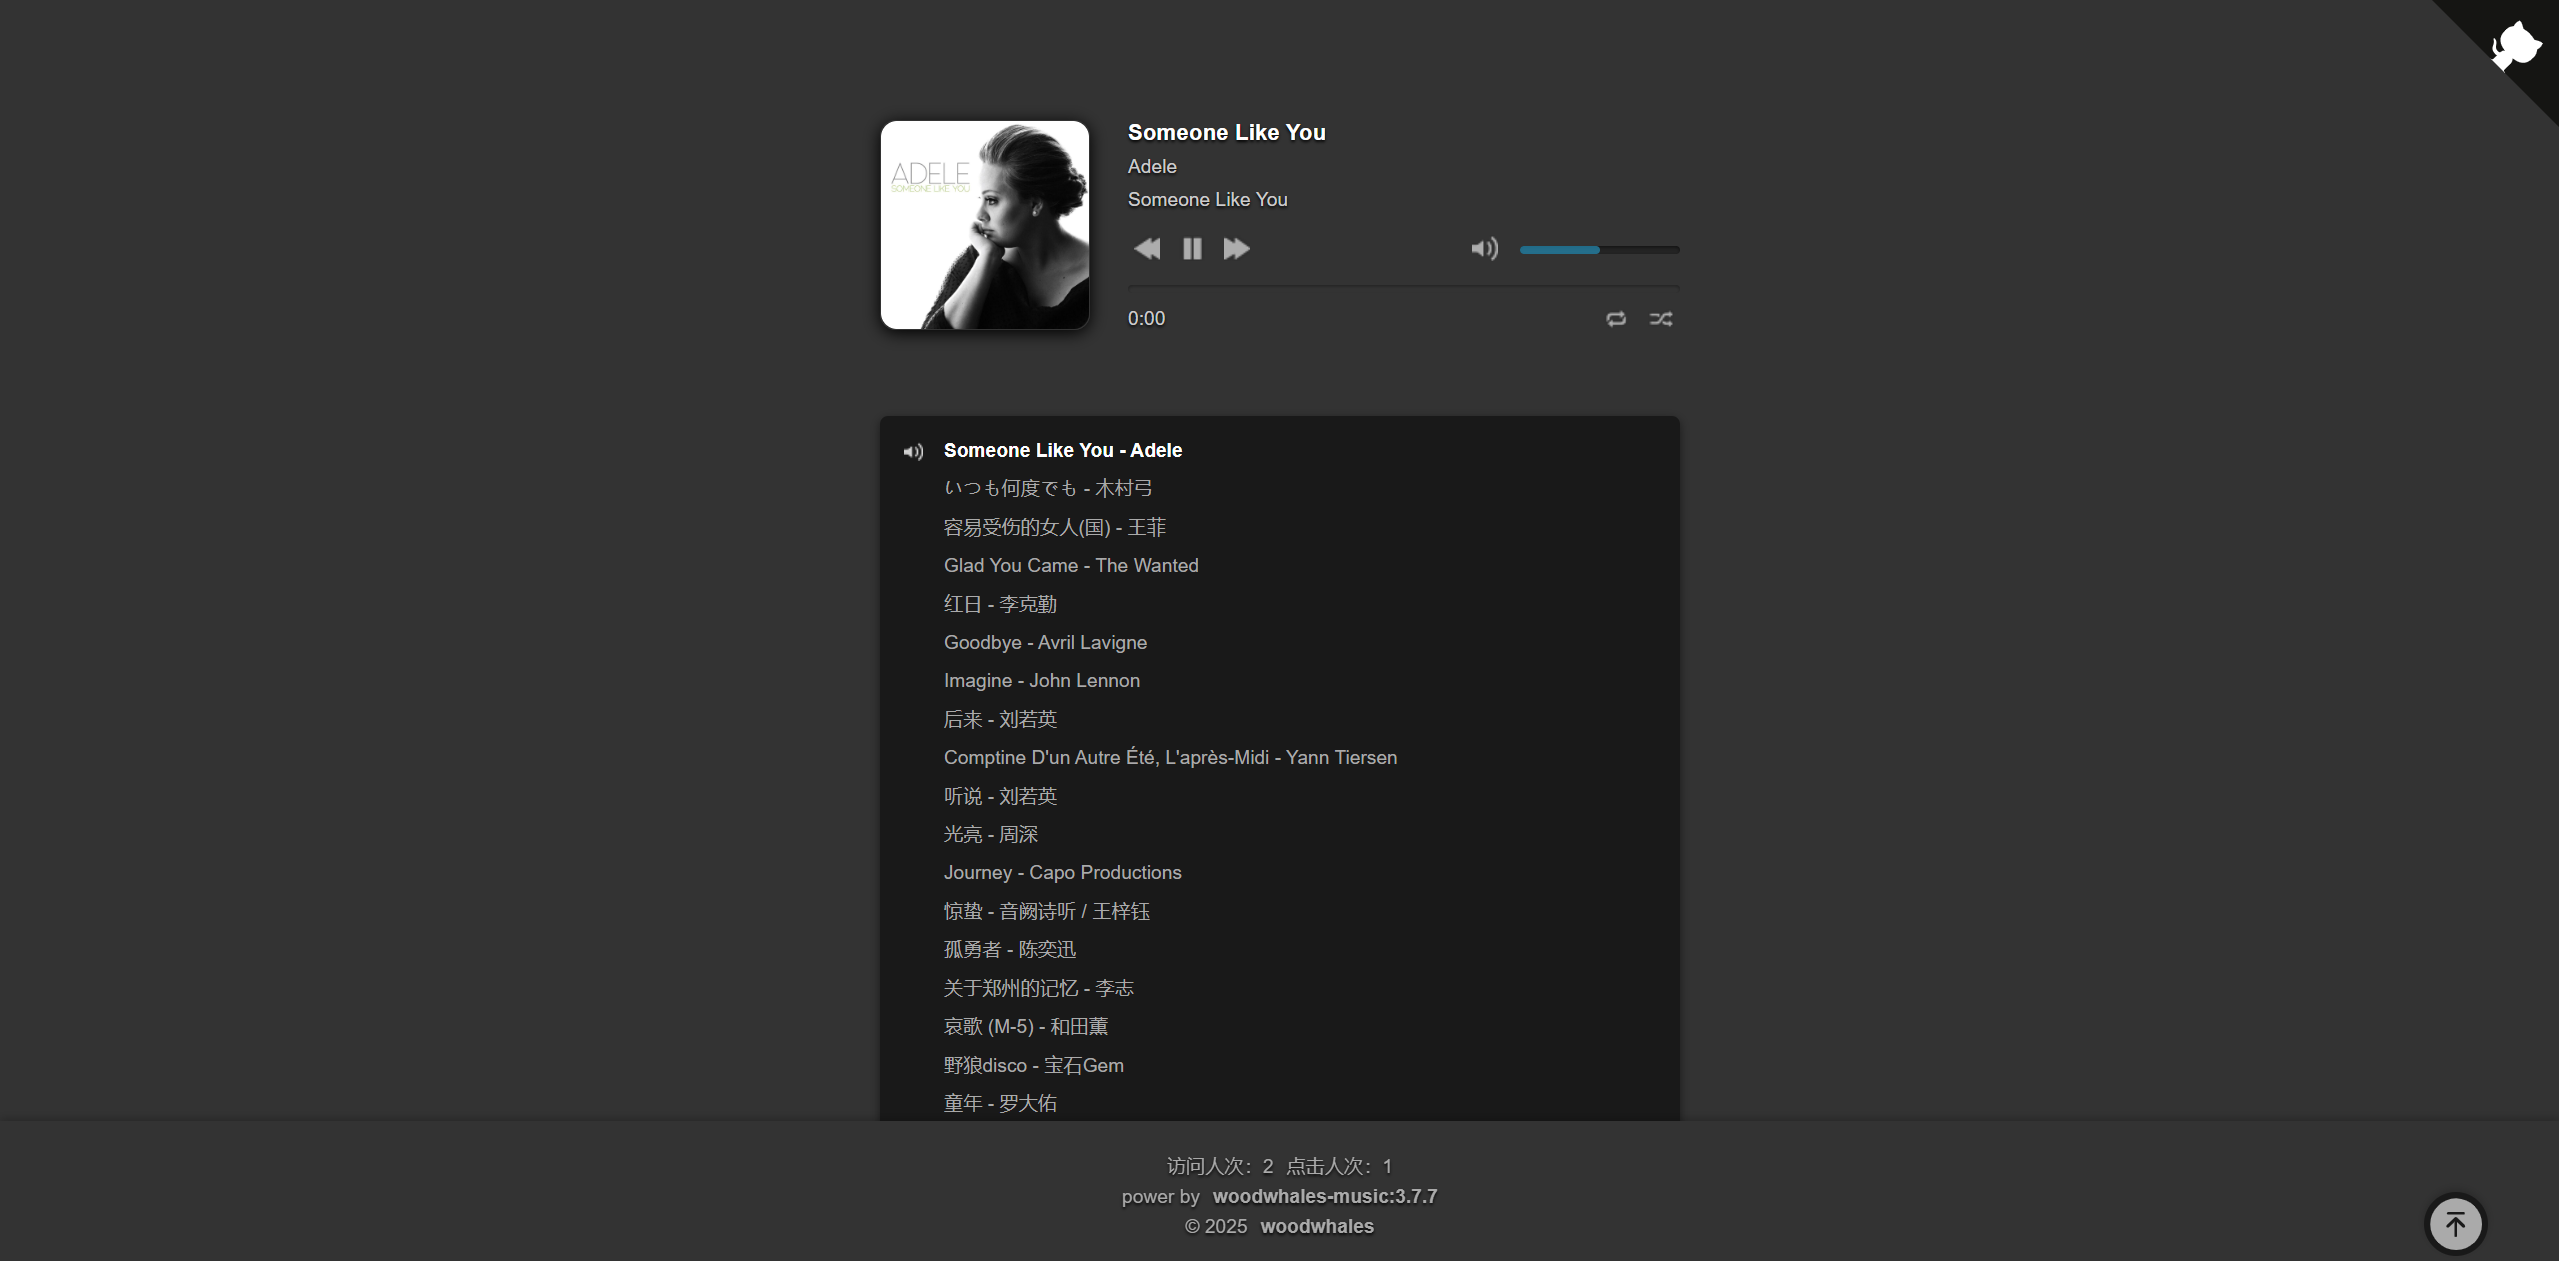 ADELE
SOMEONE LIKE YOU
Someone Like You
Adele
Someone Like You
0:00
Someone Like You - Adele
いつも何度でも - 木村弓
容易受伤的女人(国) - 王菲
Glad You Came - The Wanted
红日 - 李克勤
Goodbye - Avril Lavigne
Imagine - John Lennon
后来 - 刘若英
Comptine D'un Autre Été, L'après-Midi - Yann Tiersen
听说 - 刘若英
光亮 - 周深
Journey - Capo Productions
惊蛰 - 音阙诗听 / 王梓钰
孤勇者 - 陈奕迅
关于郑州的记忆 - 李志
哀歌 (M-5) - 和田薫
野狼disco - 宝石Gem
童年 - 罗大佑
访问人次：2 点击人次：1
power by woodwhales-music:3.7.7
© 2025 woodwhales